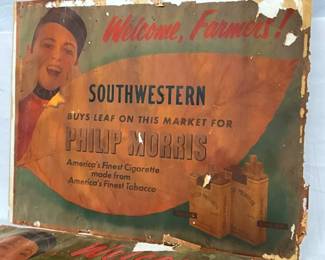 Welcome, Farmers!
SOUTHWESTERN
BUYS LEAF ON THIS MARKET FOR
PHILIP MORRIS
America's Finest Cigarette
made from
America's Finest Tobacco